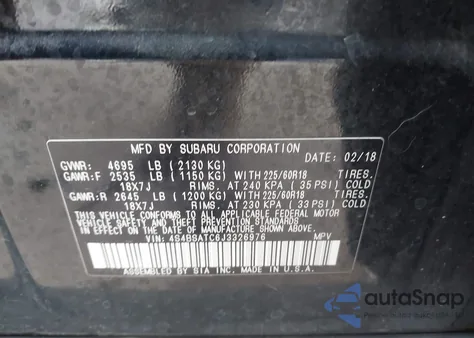 MFD BY SUBARU CORPORATION DATE: 02/18
GVWR: 4695 LB (2130 KG)
GAWR:F 2535 LB (1150 KG) WITH 225/60R18 TIRES.
18X7J RIMS. AT 240 KPA (35 PSI) COLD
GAWR:R 2645 LB (1200 KG) WITH 225/60R18 TIRES.
18X7J RIMS. AT 230 KPA (33 PSI) COLD
THIS VEHICLE CONFORMS TO ALL APPLICABLE
FEDERAL MOTOR VEHICLE SAFETY, BUMPER, AND THEFT
PREVENTION STANDARDS IN EFFECT ON THE
DATE OF MANUFACTURE SHOWN ABOVE.
VIN: 4S4BSATC6J3326976 MPV
ASSEMBLED BY SIA, INC. MADE IN U.S.A.
autoSnap
www.autosnap.com